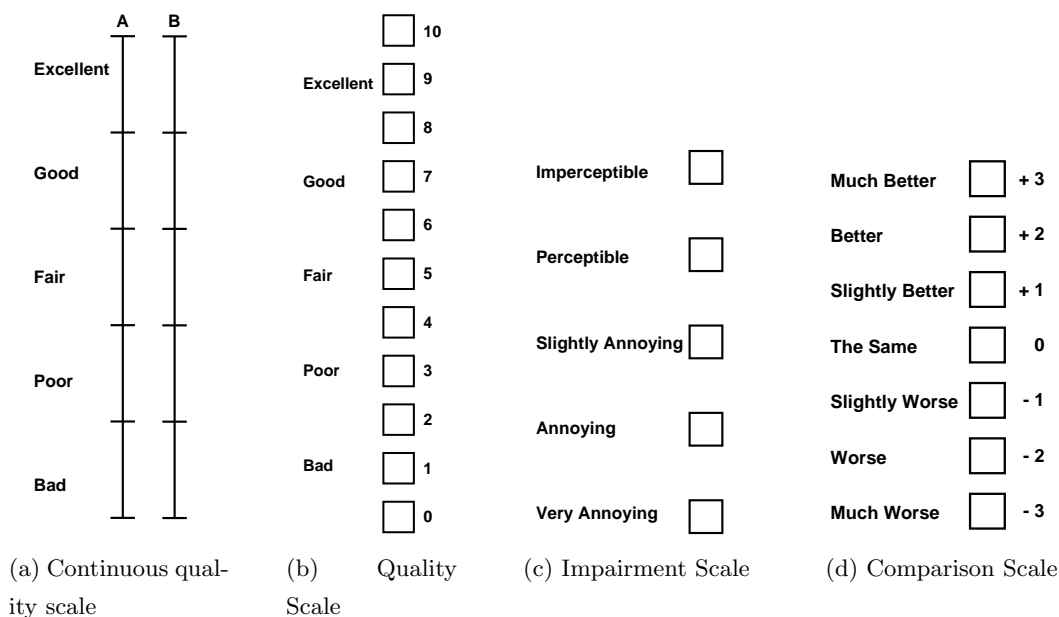 A B
Excellent
Good
Fair
Poor
Bad
(a) Continuous qual-
ity scale
10
Excellent 9
8
Good 7
6
Fair 5
4
Poor 3
2
Bad 1
0
(b) Quality
Scale
Imperceptible
Perceptible
Slightly Annoying
Annoying
Very Annoying
(c) Impairment Scale
Much Better + 3
Better + 2
Slightly Better + 1
The Same 0
Slightly Worse - 1
Worse - 2
Much Worse - 3
(d) Comparison Scale